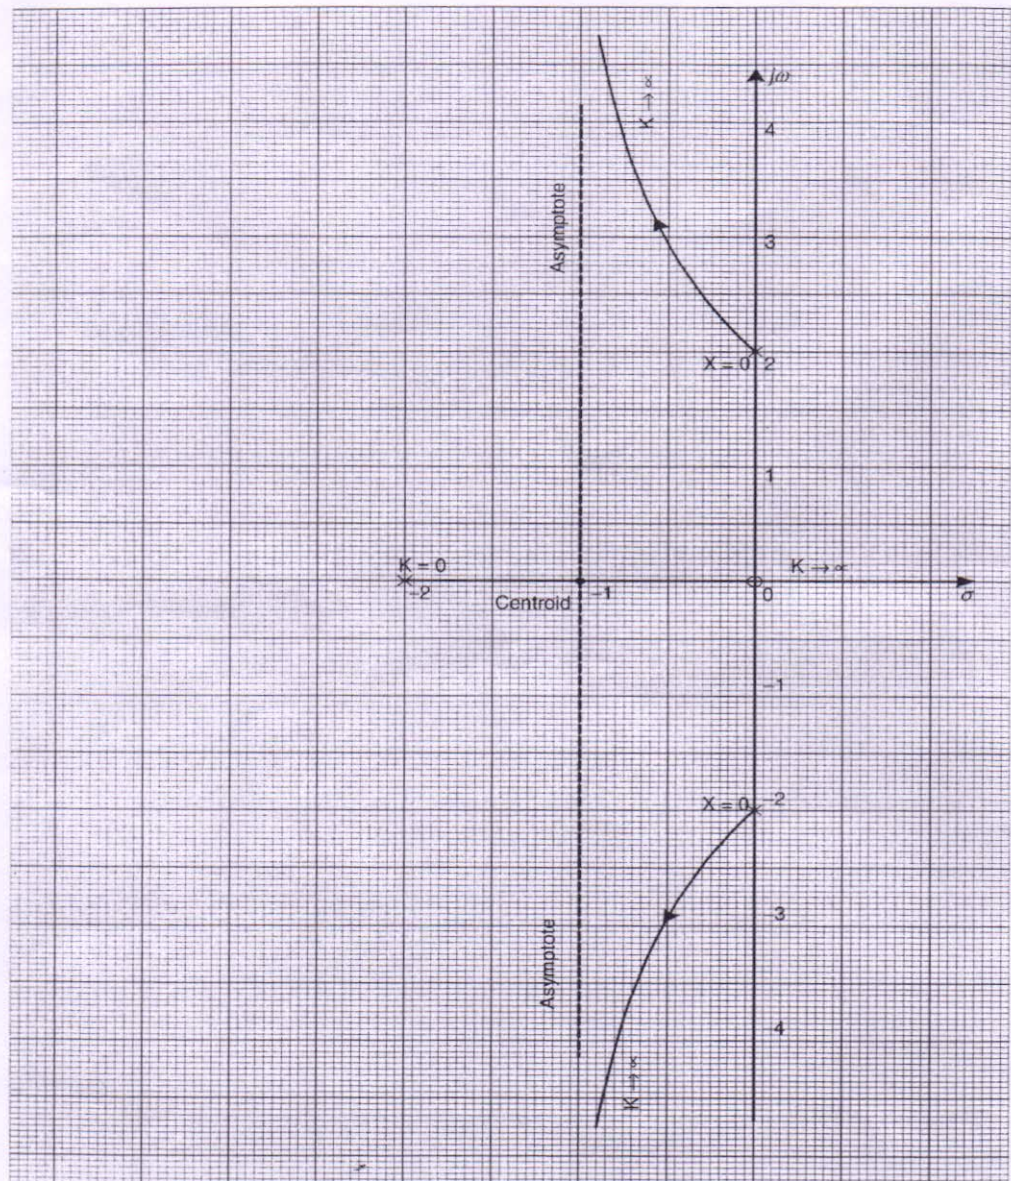 jω
K → ∝
4
Asymptote
3
X = 0 2
1
K = 0
K → ∝
-2
-1
0
σ
Centroid
-1
X = 0 -2
3
Asymptote
4
K → ∝